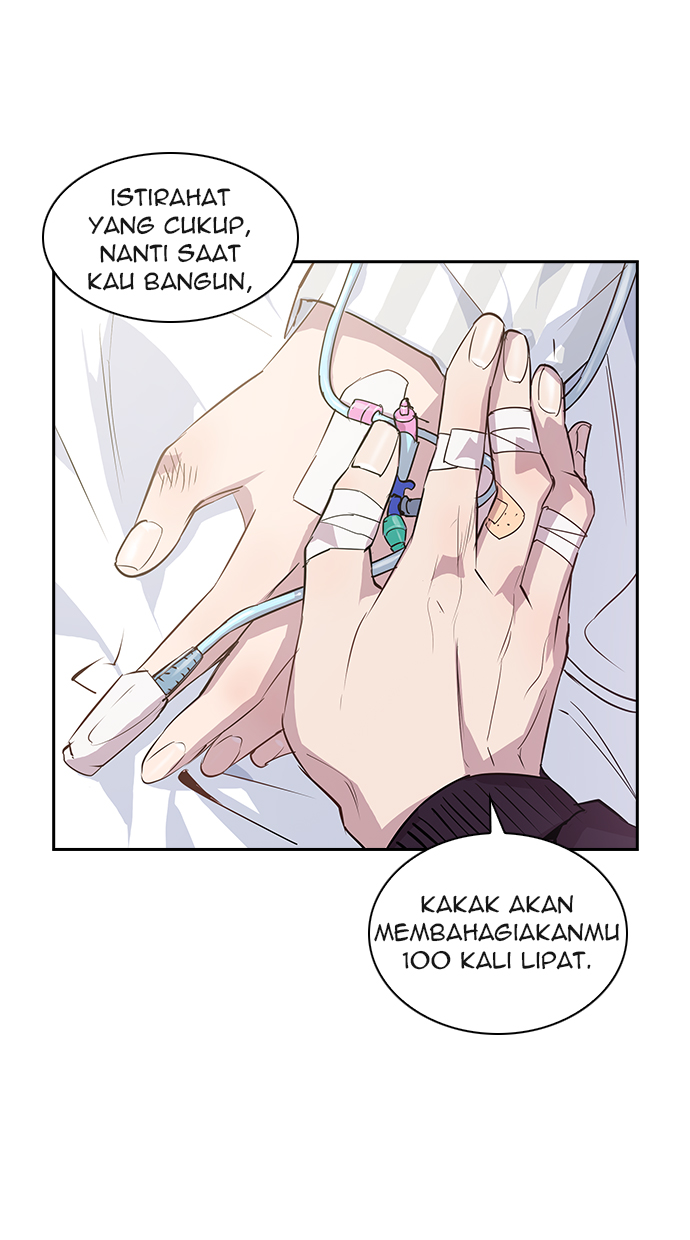 ISTIRAHAT
YANG CUKUP,
NANTI SAAT
KAU BANGUN,
KAKAK AKAN
MEMBAHAGIAKANMU
100 KALI LIPAT.